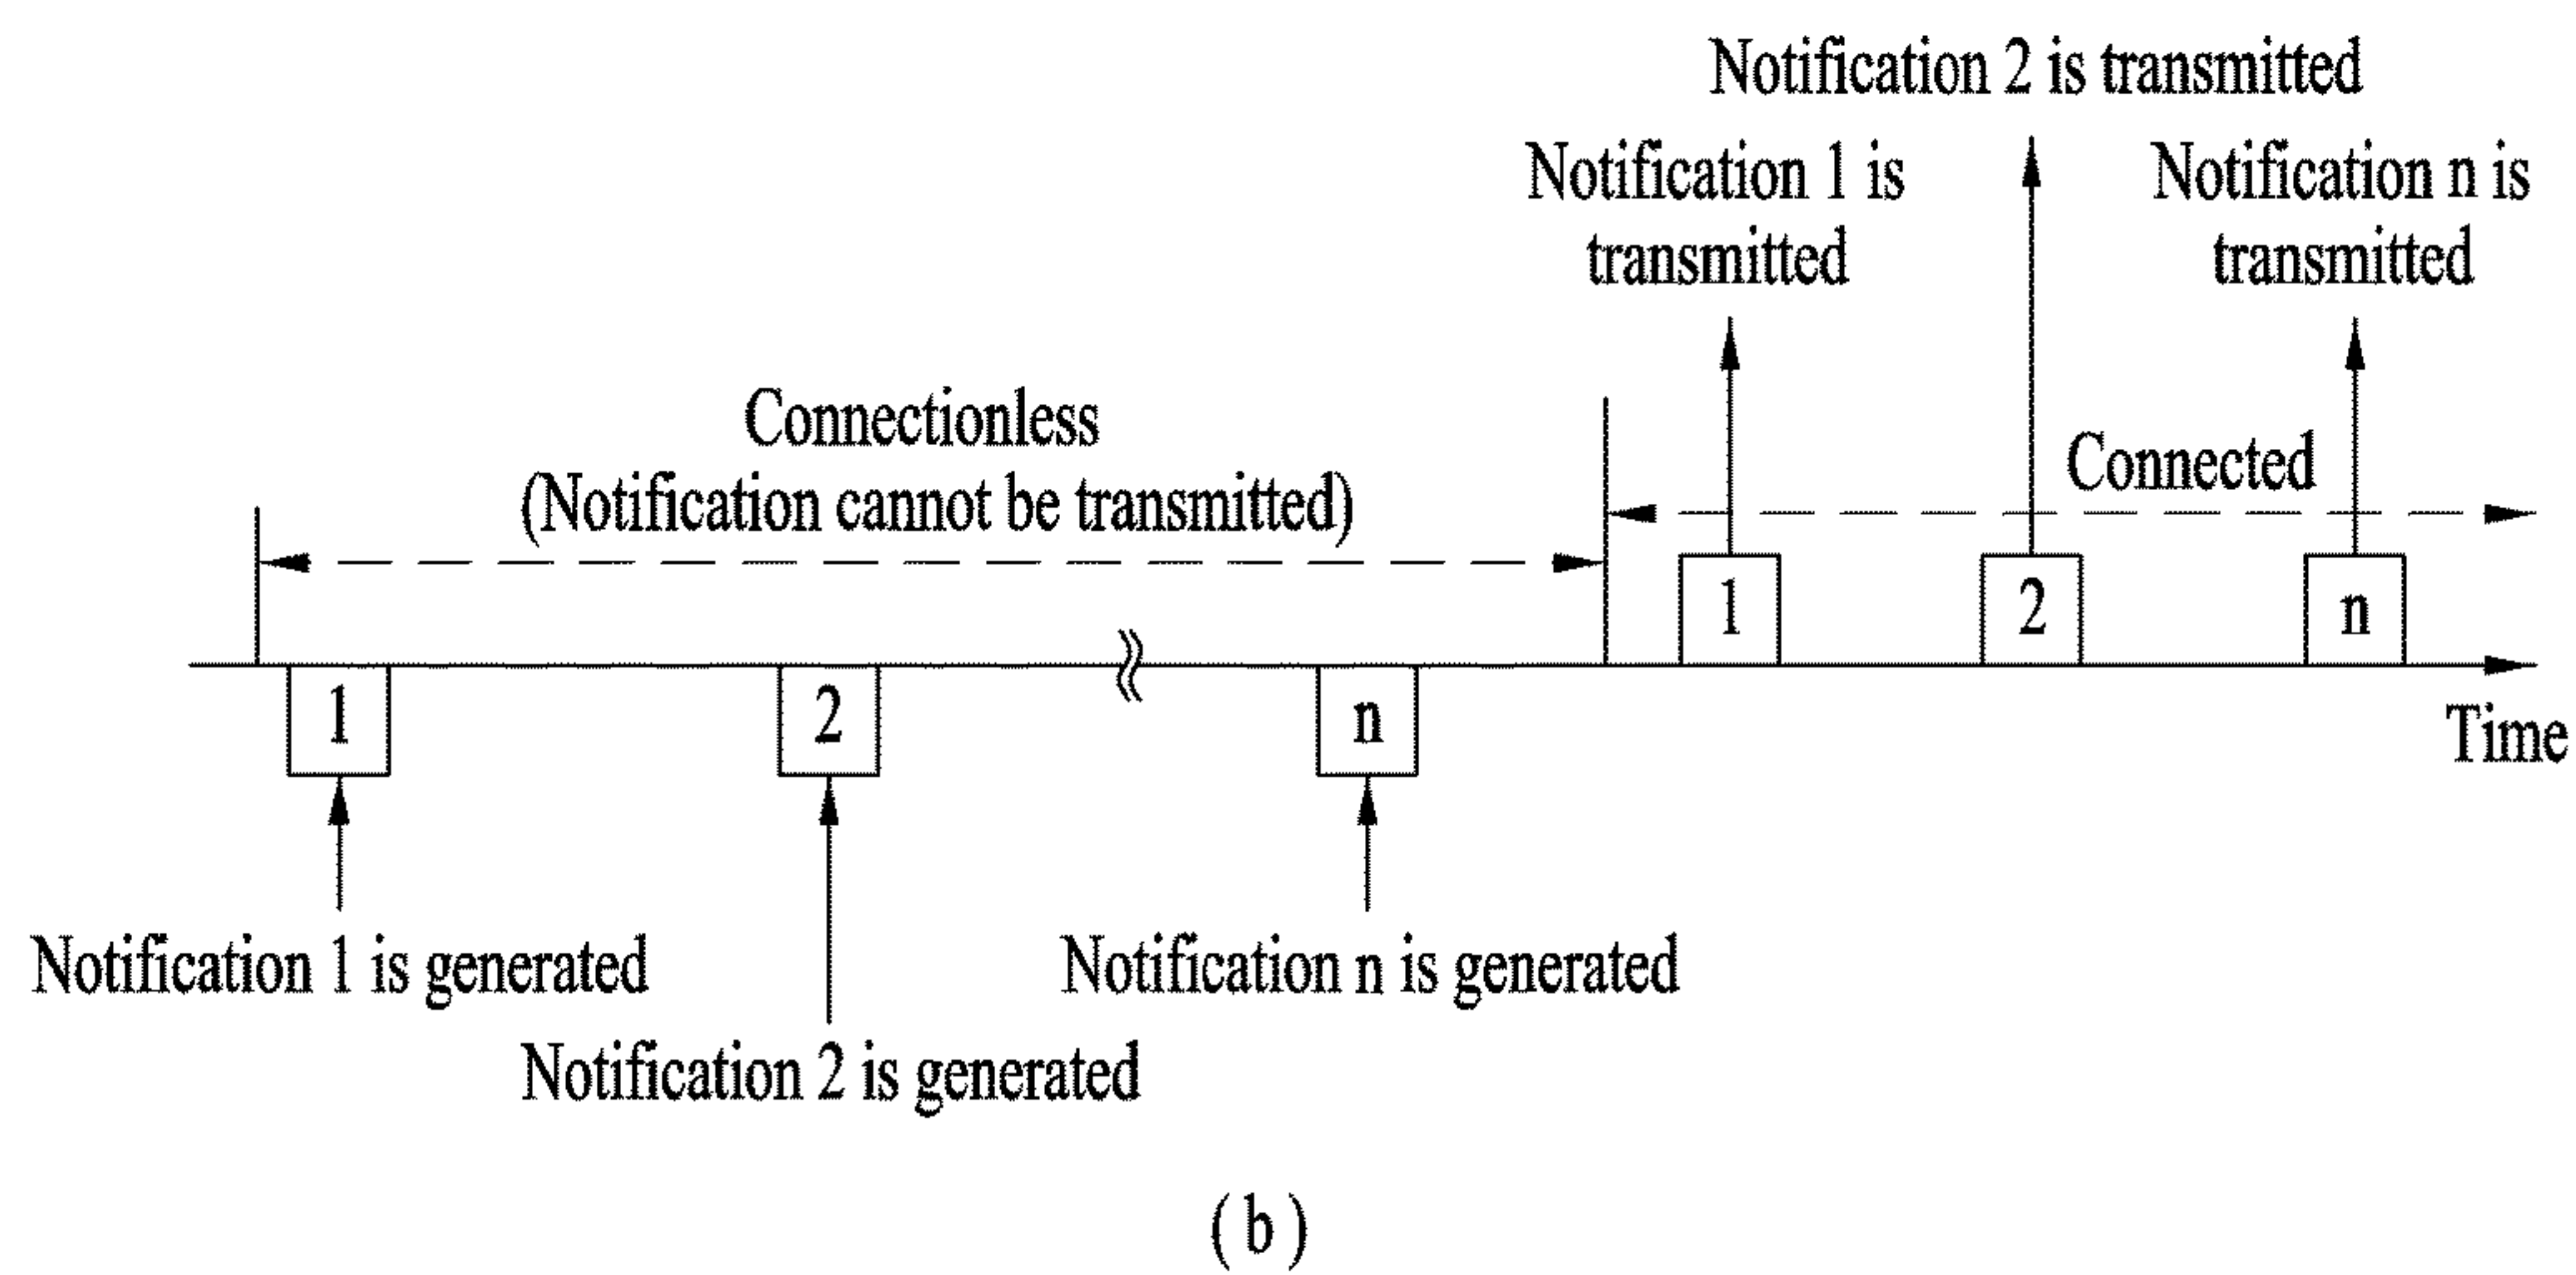 Notification 2 is transmitted
Notification 1 is
transmitted
Notification n is
transmitted
Connectionless
(Notification cannot be transmitted)
Connected
1
2
n
1
2
n
Time
Notification 1 is generated
Notification n is generated
Notification 2 is generated
( b )